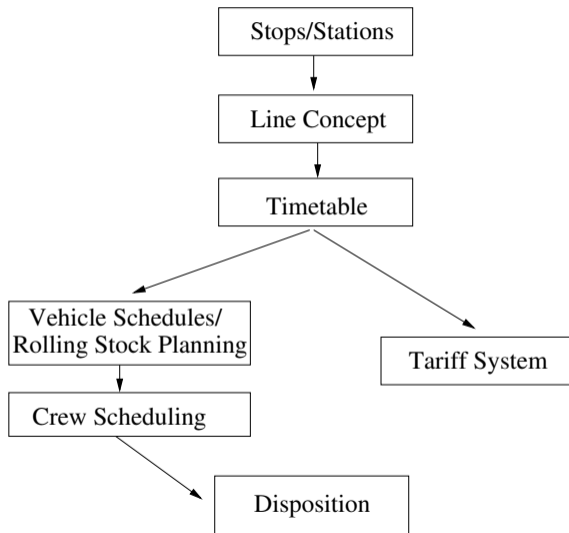 Stops/Stations
Line Concept
Timetable
Vehicle Schedules/
Rolling Stock Planning
Tariff System
Crew Scheduling
Disposition